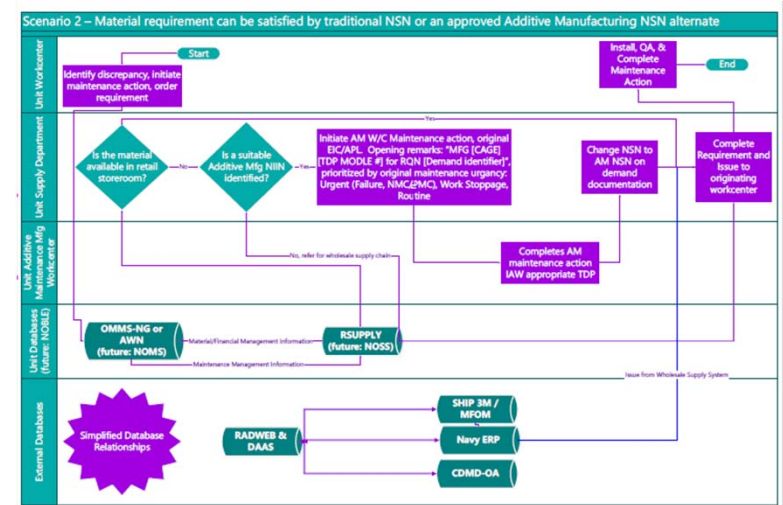 Scenario 2 – Material requirement can be satisfied by traditional NSN or an approved Additive Manufacturing NSN alternate
Unit Workcenter
Start
Identify discrepancy, initiate
maintenance action, order
requirement
Install, QA, &
Complete
Maintenance
Action
End
Unit Supply Department
Yes
Is the material
available in retail
storeroom?
No
Is a suitable
Additive Mfg NIIN
identified?
Yes
Initiate AM W/C Maintenance action, original
EIC/APL. Opening remarks: "MFG [CAGE]
[TDP MODLE #] for RQN [Demand identifier]",
prioritized by original maintenance urgancy:
Urgent (Failure, NMC,PMC), Work Stoppage,
Routine
Change NSN to
AM NSN on
demand
documentation
Complete
Requirement and
Issue to
originating
workcenter
Unit Additive
Maintenance Mfg
Workcenter
No, refer for wholesale supply chain
Completes AM
maintenance action
IAW appropriate TDP
Unit Databases
(future: NOBLE)
OMMS-NG or
AWN
(future: NOMS)
Material/Financial Management Information
RSUPPLY
(future: NOSS)
Maintenance Management Information
Issue from Wholesale Supply System
External Databases
Simplified Database
Relationships
RADWEB &
DAAS
SHIP 3M /
MFOM
Navy ERP
CDMD-OA